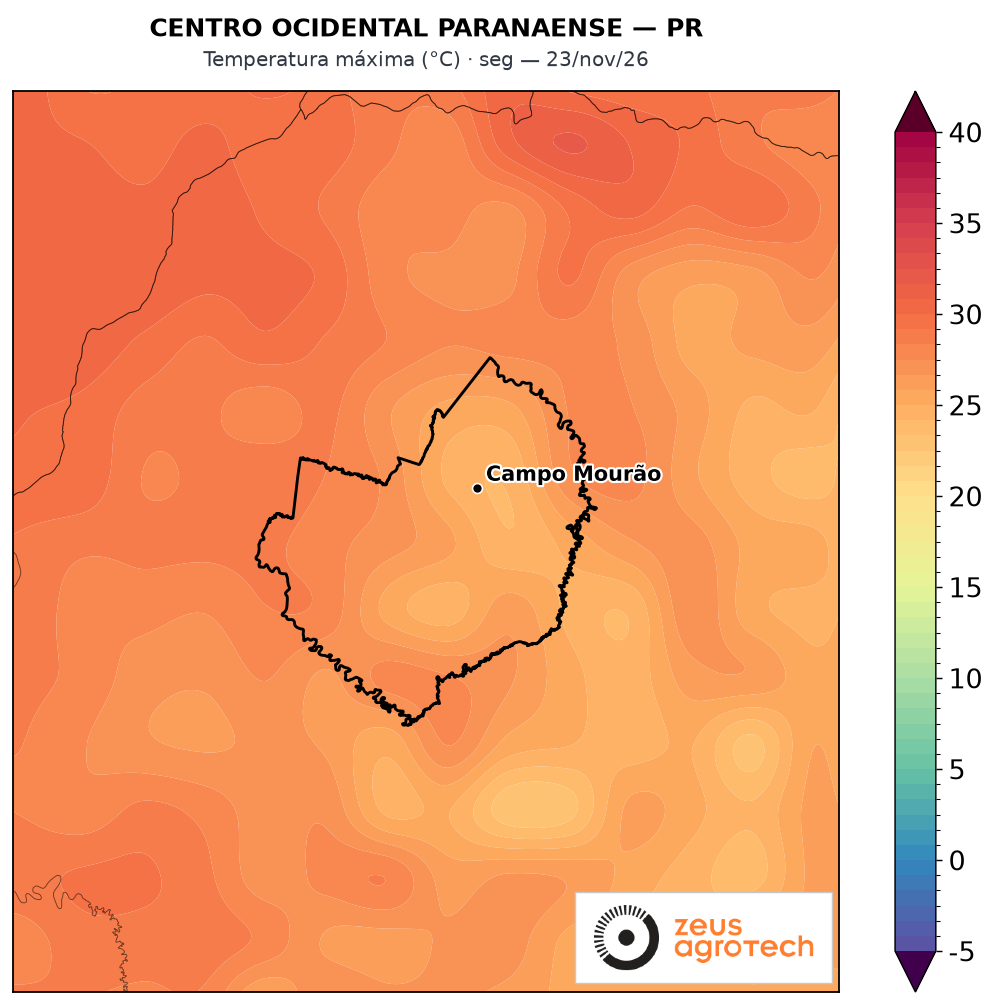 CENTRO OCIDENTAL PARANAENSE — PR
Temperatura máxima (°C) · seg — 23/nov/26
40
35
30
25
20
15
10
5
0
-5
Campo Mourão
zeus
agrotech